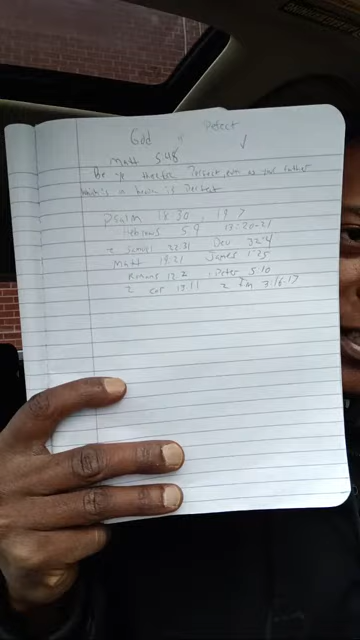 God is Perfect
Matt 5:48
Be ye therefore Perfect, even as your father
which is in heaven is Perfect
Psalm 18:30, 19:7
Hebrews 5:9 13:20-21
2 Samuel 22:31 Deu 32:4
Matt 19:21 James 1:25
Romans 12:2 1 Peter 5:10
2 Cor 13:11 2 Tim 3:16-17